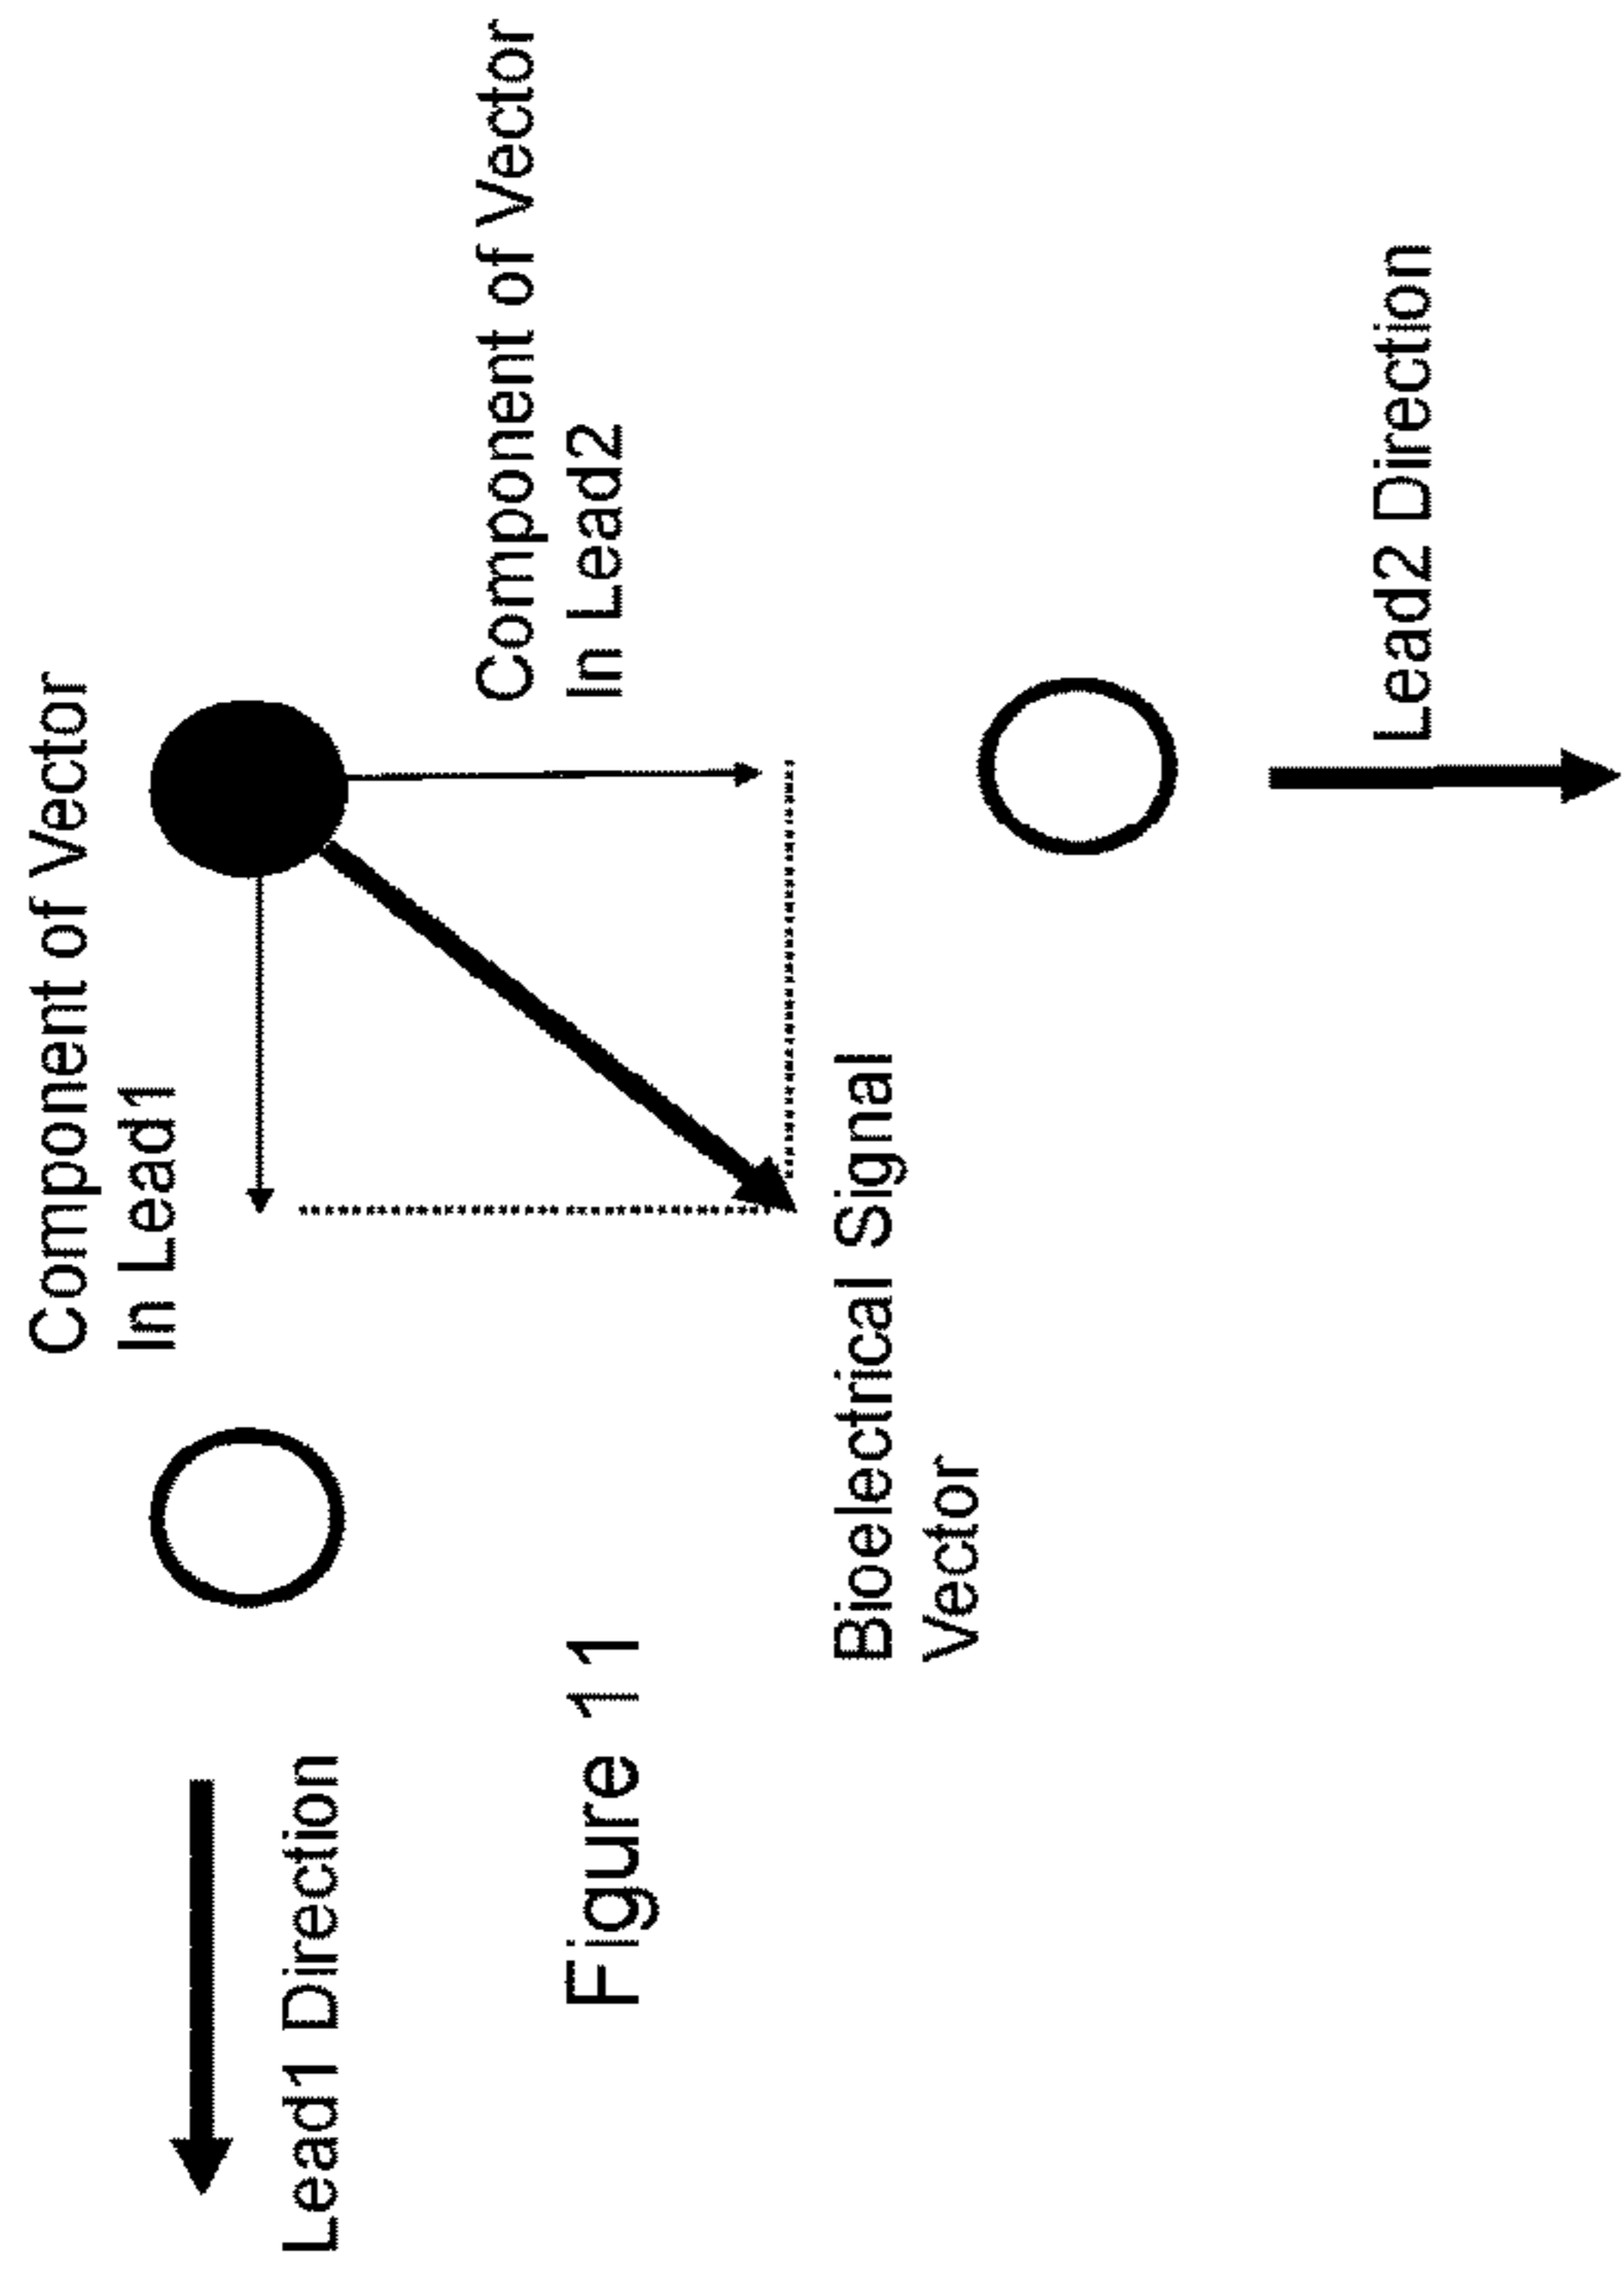 Component of Vector
In Lead1
Component of Vector
In Lead2
Lead1 Direction
Figure 11
Bioelectrical Signal
Vector
Lead2 Direction